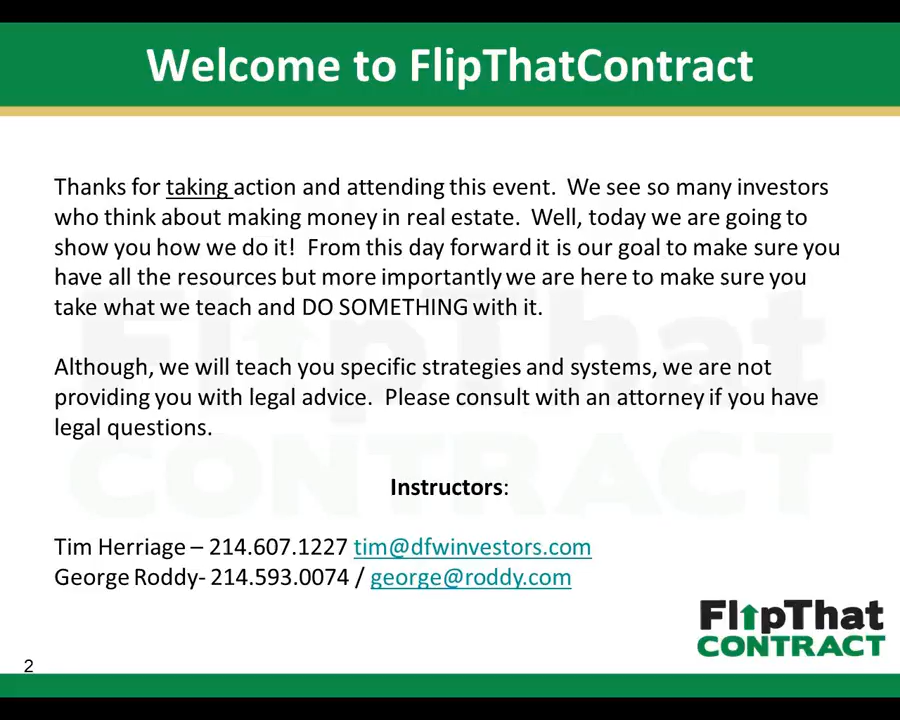 Welcome to FlipThatContract
Thanks for taking action and attending this event. We see so many investors
who think about making money in real estate. Well, today we are going to
show you how we do it! From this day forward it is our goal to make sure you
have all the resources but more importantly we are here to make sure you
take what we teach and DO SOMETHING with it.
Although, we will teach you specific strategies and systems, we are not
providing you with legal advice. Please consult with an attorney if you have
legal questions.
Instructors:
Tim Herriage – 214.607.1227 tim@dfwinvestors.com
George Roddy- 214.593.0074 / george@roddy.com
FlipThat
CONTRACT
FlipThat
CONTRACT
2